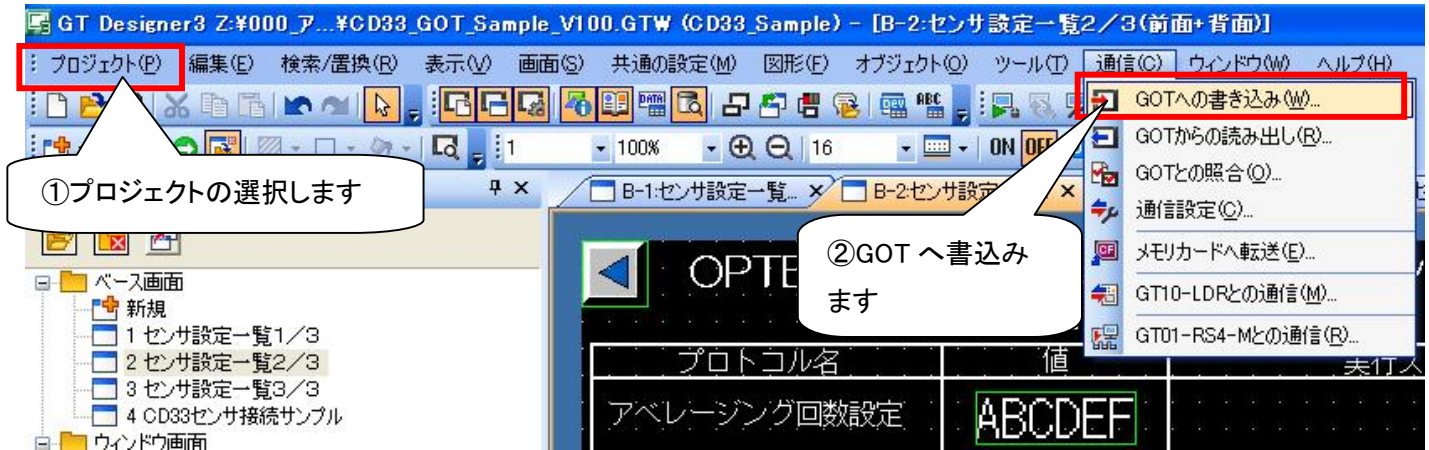 GT Designer3 Z:¥000_ア...¥CD33_GOT_Sample_V100.GTW (CD33_Sample) - [B-2:センサ設定一覧2／3(前面+背面)]
プロジェクト(P) 編集(E) 検索/置換(R) 表示(V) 画面(S) 共通の設定(M) 図形(F) オブジェクト(O) ツール(T) 通信(C) ウィンドウ(W) ヘルプ(H)
GOTへの書き込み(W)...
GOTからの読み出し(R)...
1 100% 16 ON OFF
GOTとの照合(O)...
①プロジェクトの選択します
B-1:センサ設定一覧...
B-2:センサ設定
通信設定(C)...
②GOT へ書込み
ます
メモリカードへ転送(E)...
OPTE
ベース画面
GT10-LDRとの通信(M)...
新規
1 センサ設定一覧1／3
GT01-RS4-Mとの通信(R)...
2 センサ設定一覧2／3
プロトコル名 値 実行ス
3 センサ設定一覧3／3
4 CD33センサ接続サンプル
アベレージング回数設定 ABCDEF
ウィンドウ画面